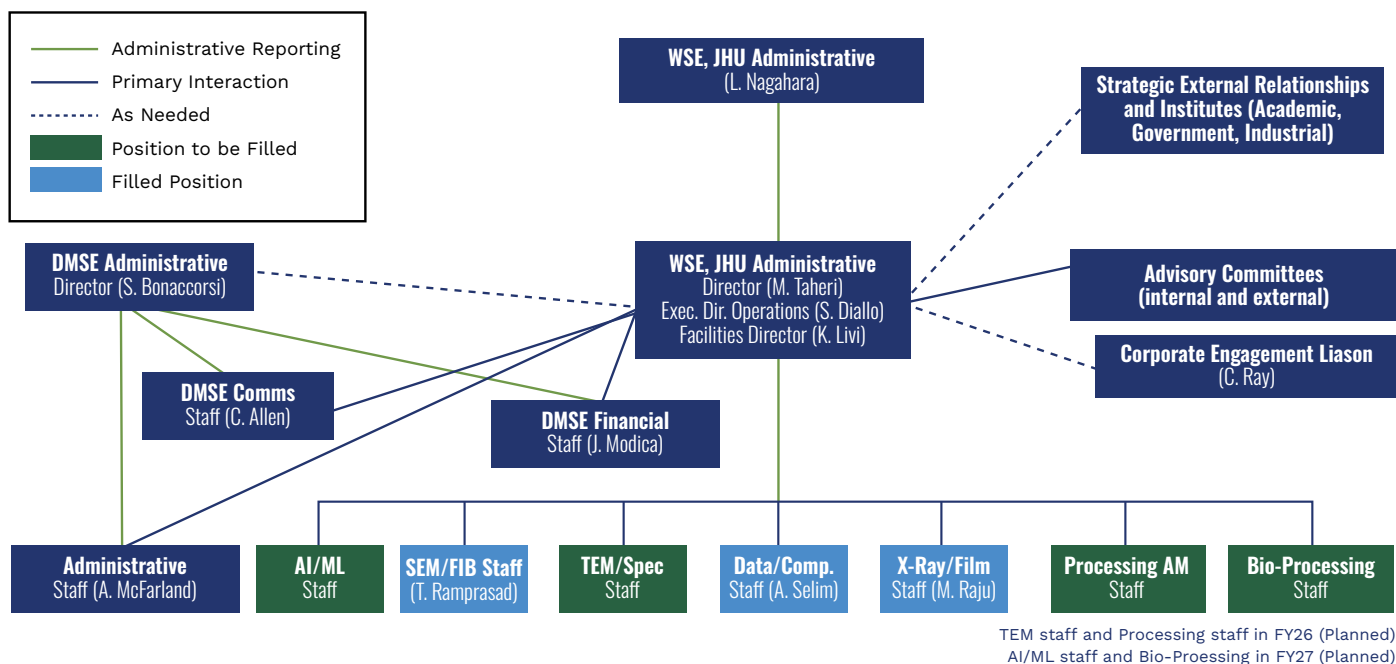 Administrative Reporting
Primary Interaction
As Needed
Position to be Filled
Filled Position
WSE, JHU Administrative
(L. Nagahara)
Strategic External Relationships
and Institutes (Academic,
Government, Industrial)
DMSE Administrative
Director (S. Bonaccorsi)
WSE, JHU Administrative
Director (M. Taheri)
Exec. Dir. Operations (S. Diallo)
Facilities Director (K. Livi)
Advisory Committees
(internal and external)
Corporate Engagement Liason
(C. Ray)
DMSE Comms
Staff (C. Allen)
DMSE Financial
Staff (J. Modica)
Administrative
Staff (A. McFarland)
AI/ML
Staff
SEM/FIB Staff
(T. Ramprasad)
TEM/Spec
Staff
Data/Comp.
Staff (A. Selim)
X-Ray/Film
Staff (M. Raju)
Processing AM
Staff
Bio-Processing
Staff
TEM staff and Processing staff in FY26 (Planned)
AI/ML staff and Bio-Proessing in FY27 (Planned)